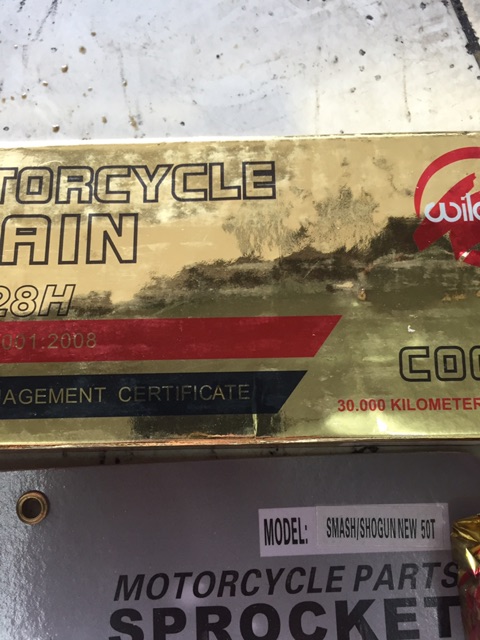 TORCYCLE
AIN
28H
001:2008
AGEMENT CERTIFICATE
wild
COO
30.000 KILOMETER
MODEL: SMASH/SHOGUN NEW 50T
MOTORCYCLE PARTS
SPROCKET